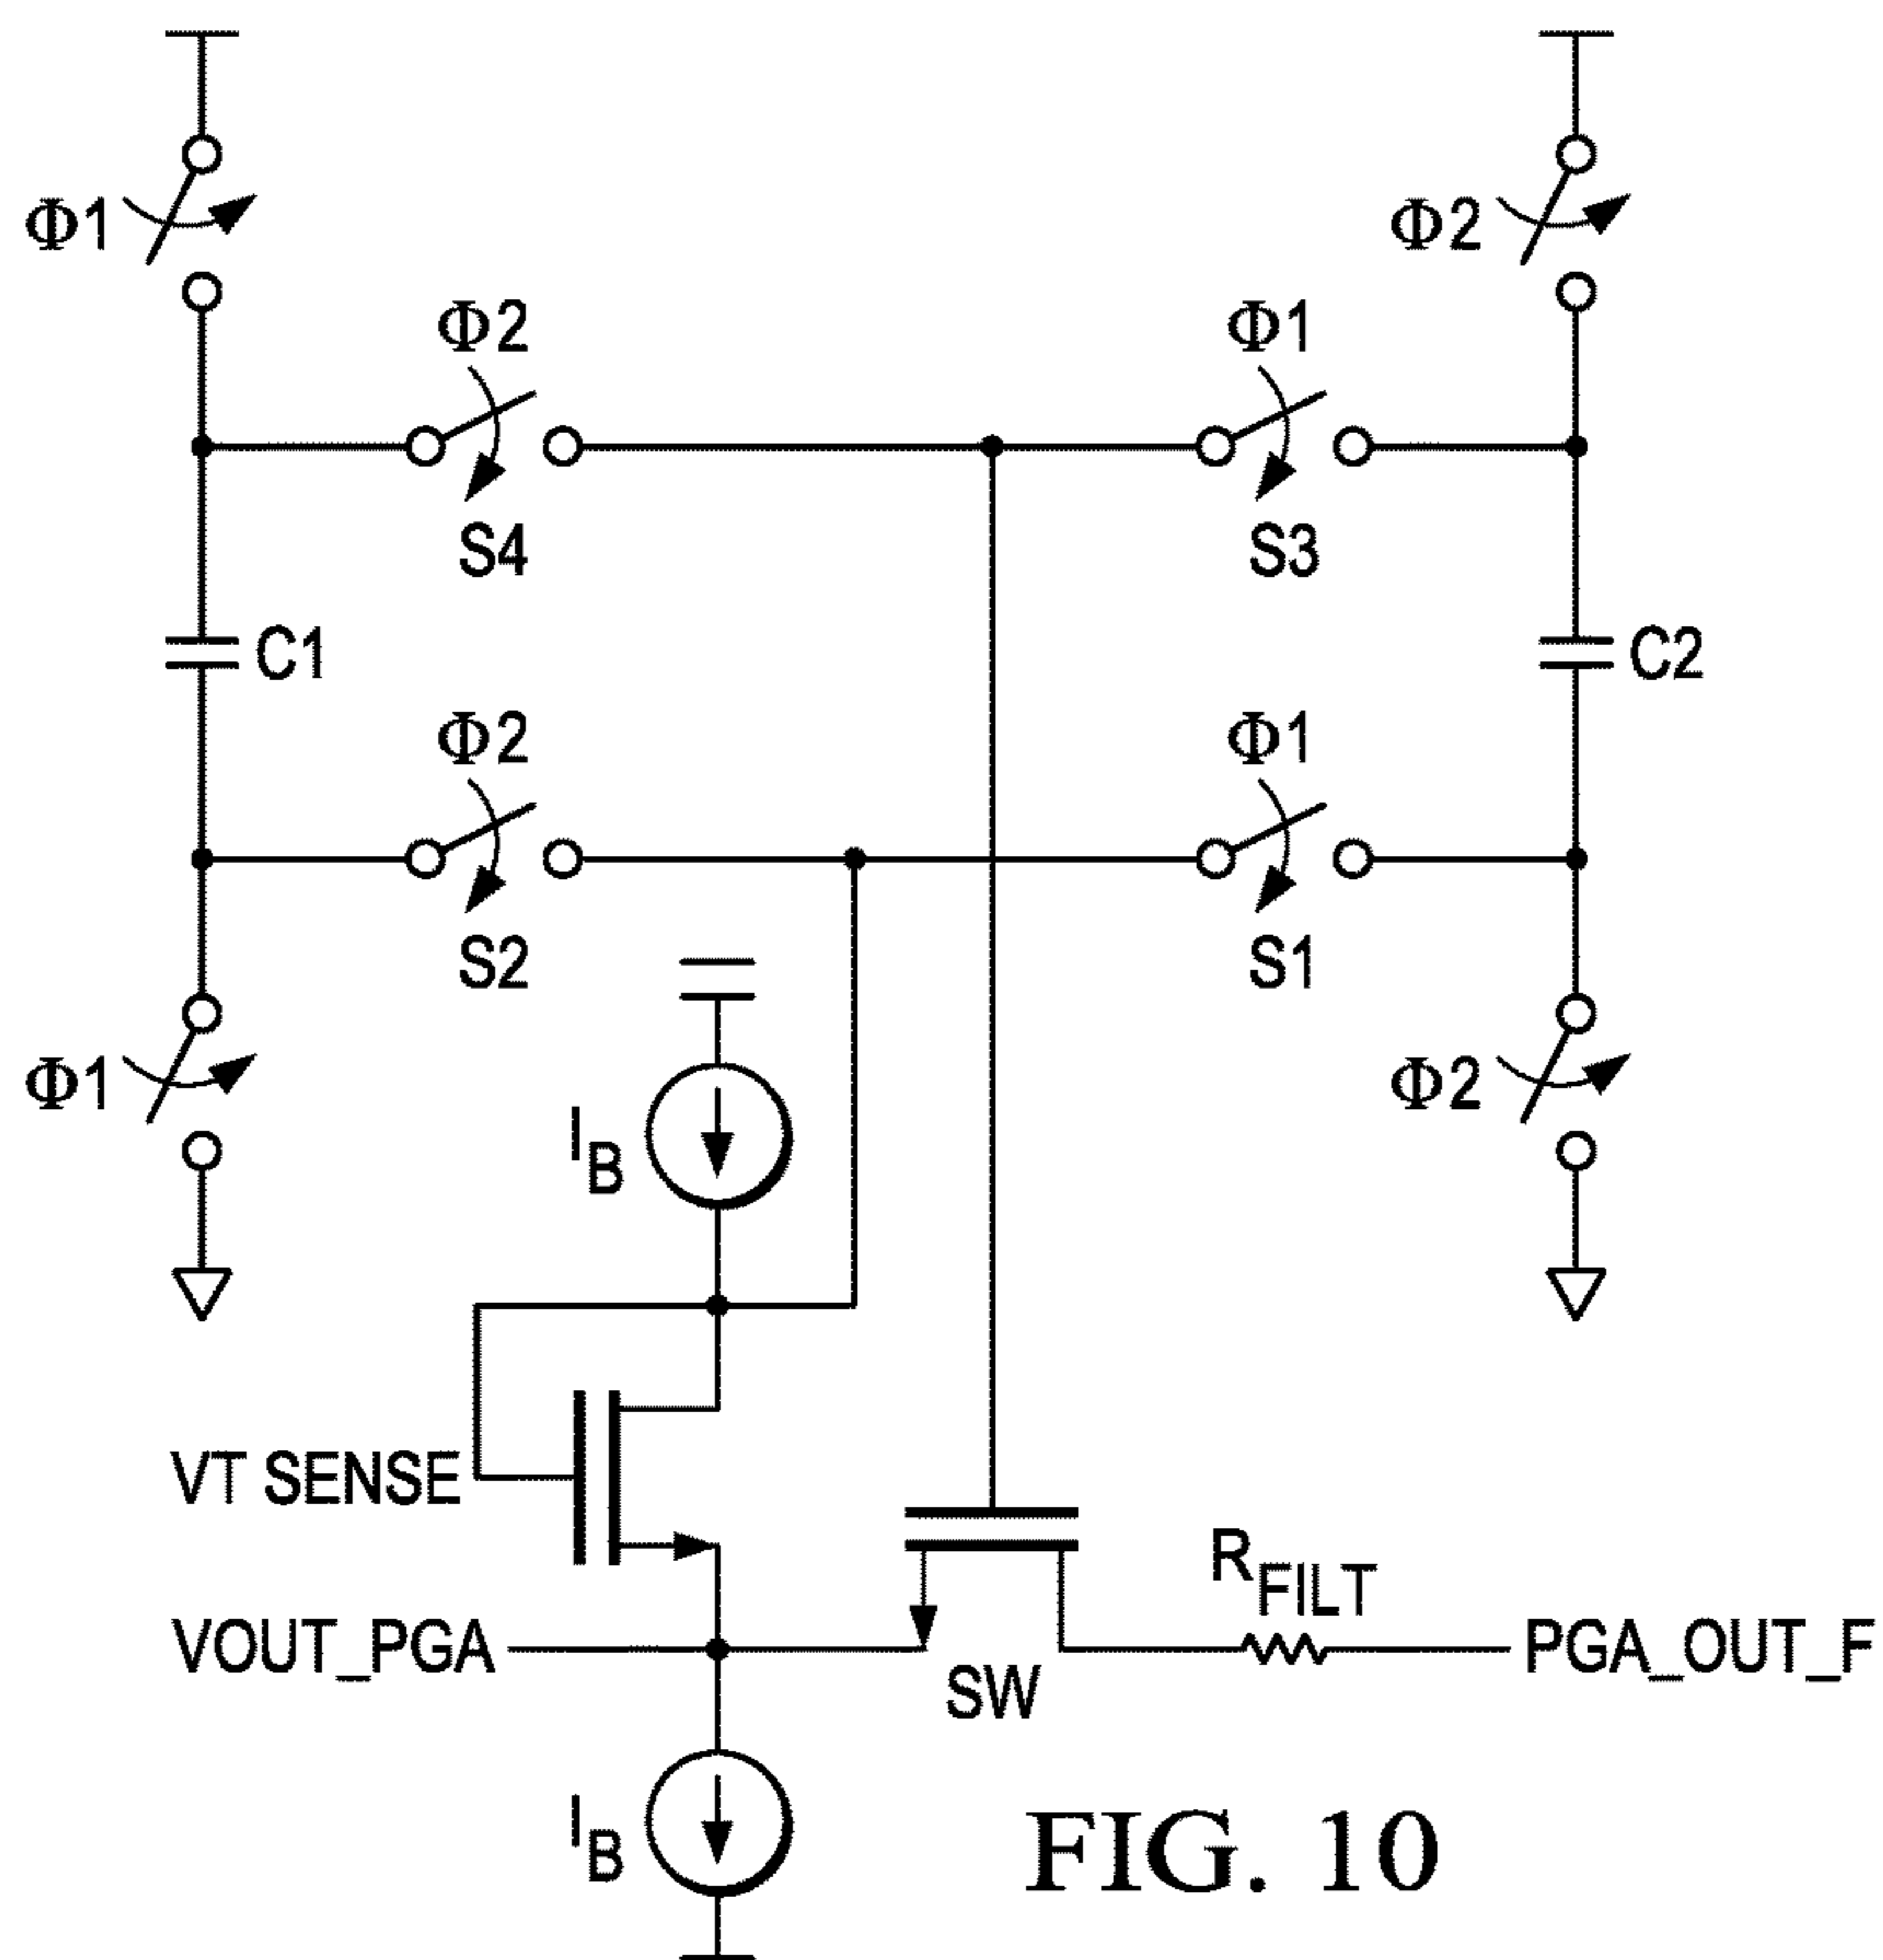 Φ1
Φ2
Φ2
Φ1
S4
S3
C1
C2
Φ2
Φ1
S2
S1
Φ1
Φ2
IB
VT SENSE
RFILT
VOUT_PGA
PGA_OUT_F
SW
IB
FIG. 10